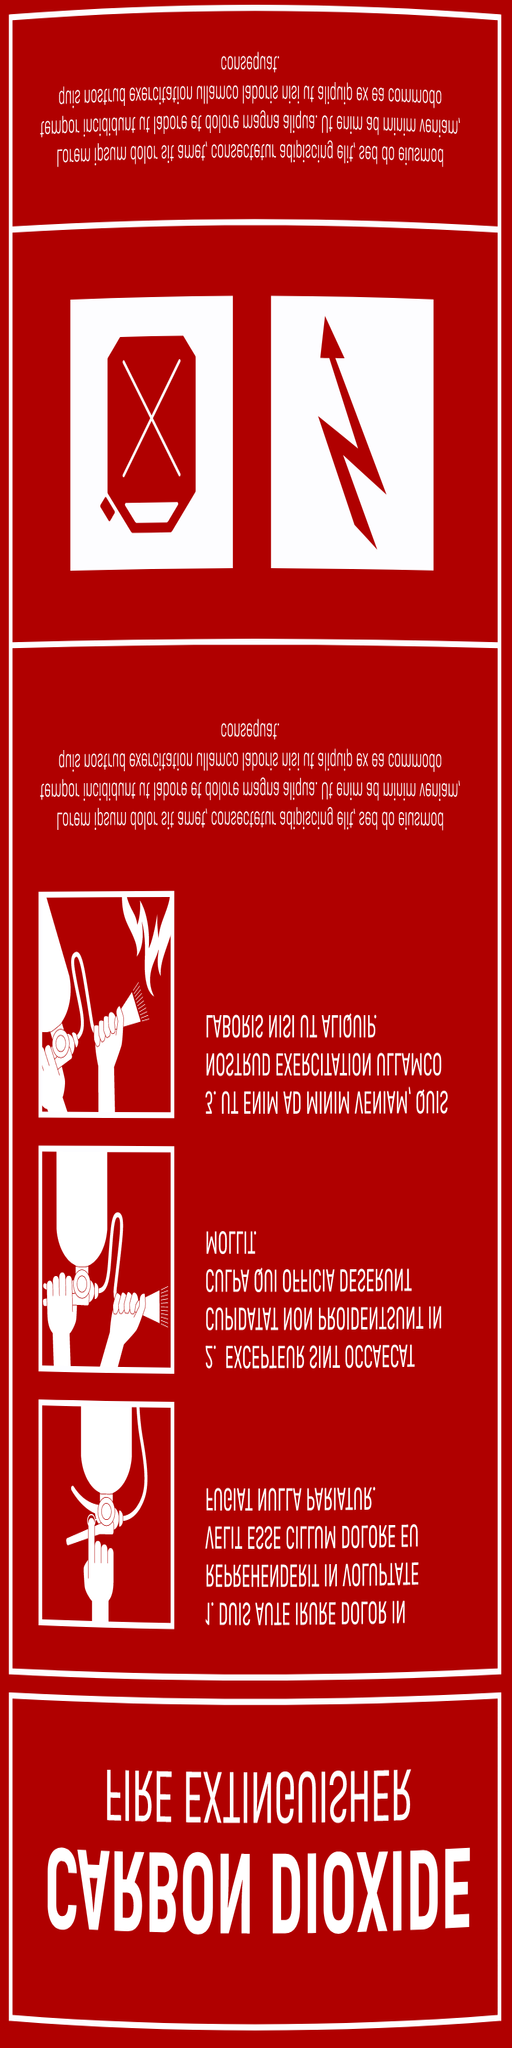 CARBON DIOXIDE
FIRE EXTINGUISHER
1. DUIS AUTE IRURE DOLOR IN
REPREHENDERIT IN VOLUPTATE
VELIT ESSE CILLUM DOLORE EU
FUGIAT NULLA PARIATUR.
2. EXCEPTEUR SINT OCCAECAT
CUPIDATAT NON PROIDENTSUNT IN
CULPA QUI OFFICIA DESERUNT
MOLLIT.
3. UT ENIM AD MINIM VENIAM, QUIS
NOSTRUD EXERCITATION ULLAMCO
LABORIS NISI UT ALIQUIP.
Lorem ipsum dolor sit amet, consectetur adipiscing elit, sed do eiusmod
tempor incididunt ut labore et dolore magna aliqua. Ut enim ad minim veniam,
quis nostrud exercitation ullamco laboris nisi ut aliquip ex ea commodo
consequat.
Lorem ipsum dolor sit amet, consectetur adipiscing elit, sed do eiusmod
tempor incididunt ut labore et dolore magna aliqua. Ut enim ad minim veniam,
quis nostrud exercitation ullamco laboris nisi ut aliquip ex ea commodo
consequat.